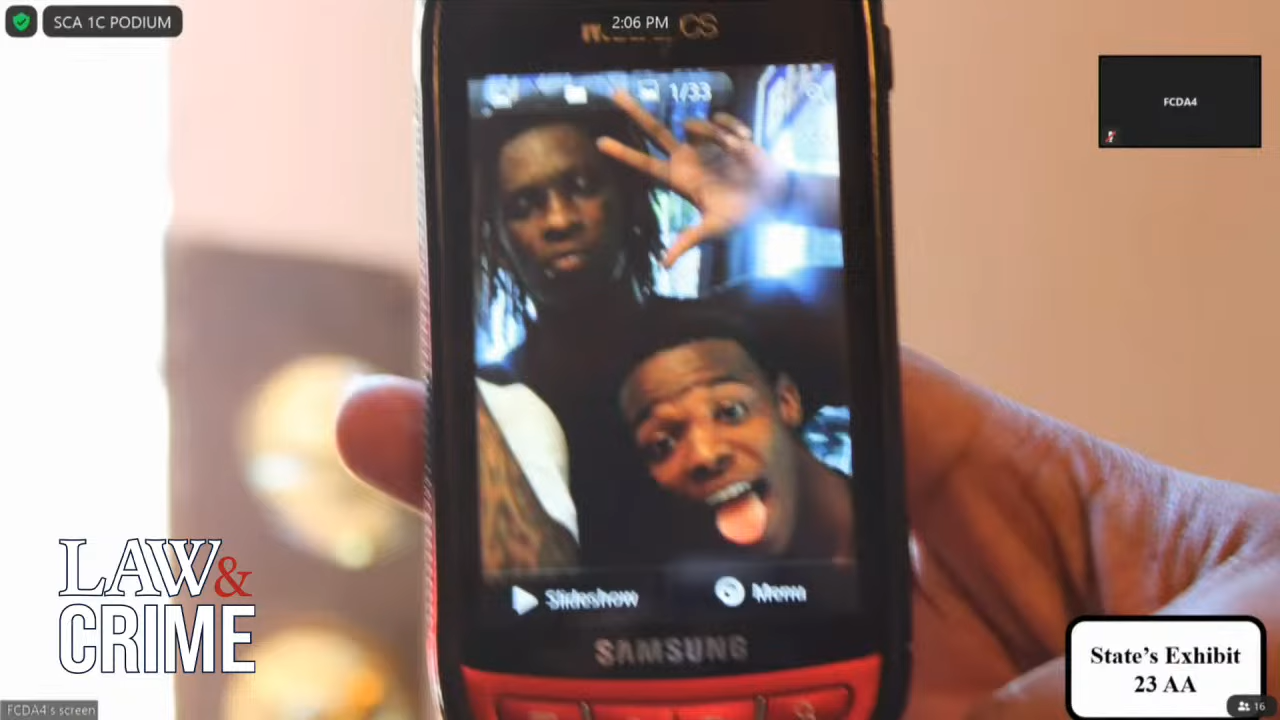 SCA 1C PODIUM
2:06 PM
FCDA4
1/33
Slideshow
Menu
SAMSUNG
LAW&
CRIME
State's Exhibit
23 AA
FCDA4's screen
16